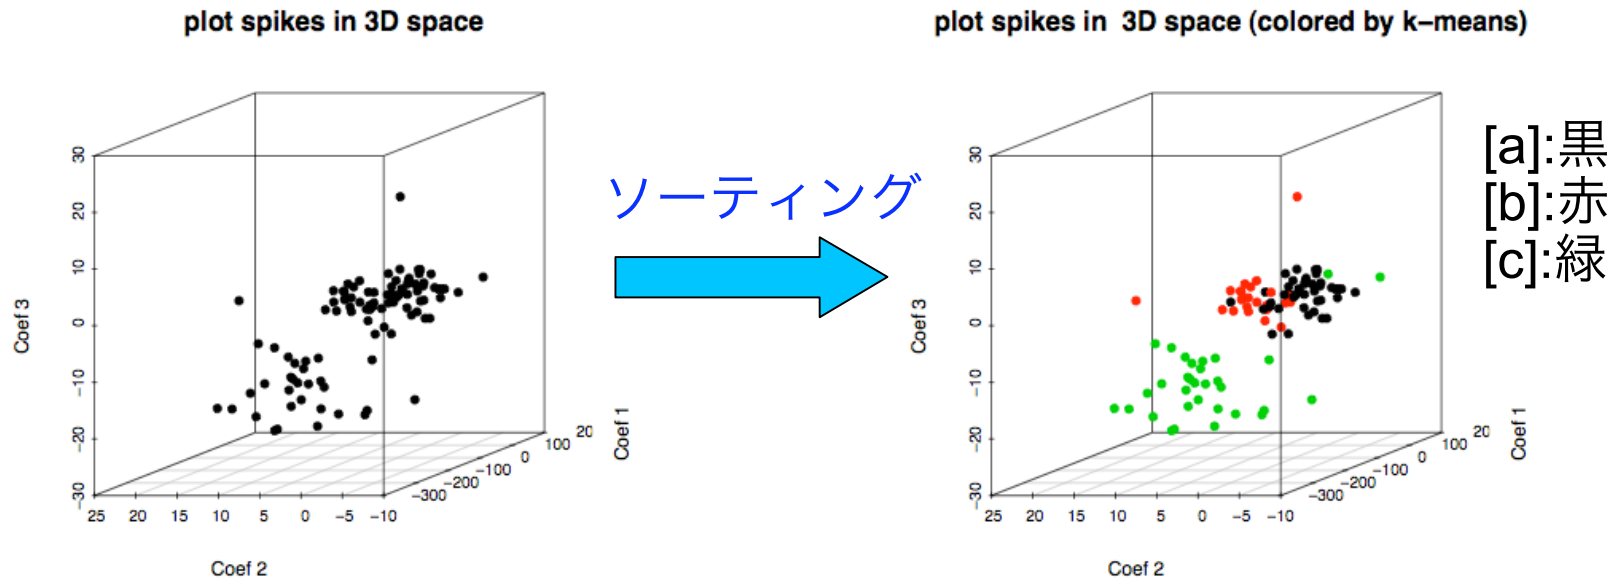 plot spikes in 3D space
30
20
10
0
−10
−20
−30
Coef 3
25 20 15 10 5 0 −5 −10
Coef 2
−300 −200 −100 0 100 20
Coef 1
ソーティング
plot spikes in 3D space (colored by k−means)
30
20
10
0
−10
−20
−30
Coef 3
25 20 15 10 5 0 −5 −10
Coef 2
−300 −200 −100 0 100 20
Coef 1
[a]:黒
[b]:赤
[c]:緑